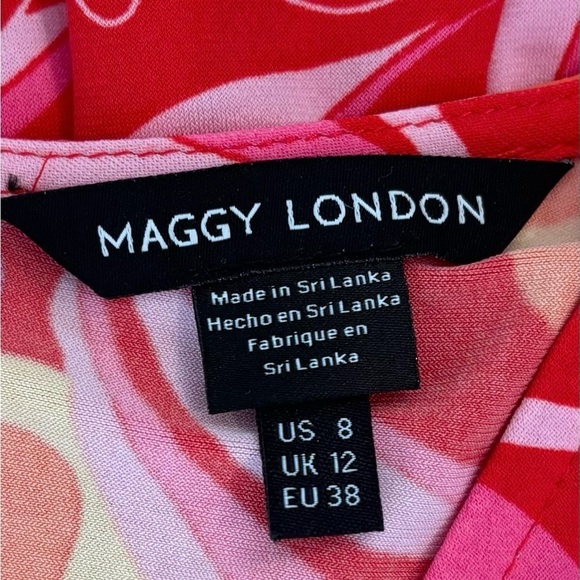 MAGGY LONDON
Made in Sri Lanka
Hecho en Sri Lanka
Fabrique en
Sri Lanka
US 8
UK 12
EU 38